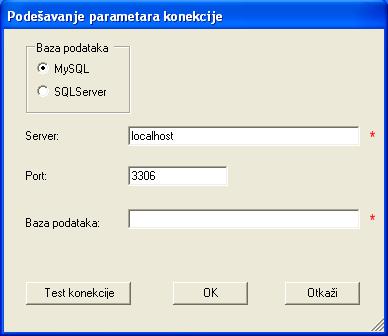 Podešavanje parametara konekcije
Baza podataka
MySQL
SQLServer
Server: localhost *
Port: 3306
Baza podataka: *
Test konekcije OK Otkaži